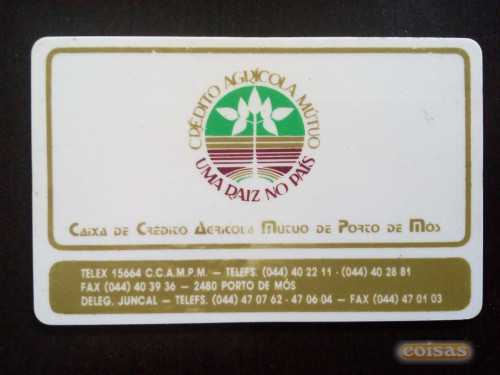 CRÉDITO AGRÍCOLA MÚTUO
UMA RAIZ NO PAÍS
CAIXA DE CRÉDITO AGRICOLA MÚTUO DE PORTO DE MÓS
TELEX 15664 C.C.A.M.P.M. — TELEFS. (044) 40 22 11 - (044) 40 28 81
FAX (044) 40 39 36 — 2480 PORTO DE MÓS
DELEG. JUNCAL — TELEFS. (044) 47 07 62 - 47 06 04 — FAX (044) 47 01 03
coisas